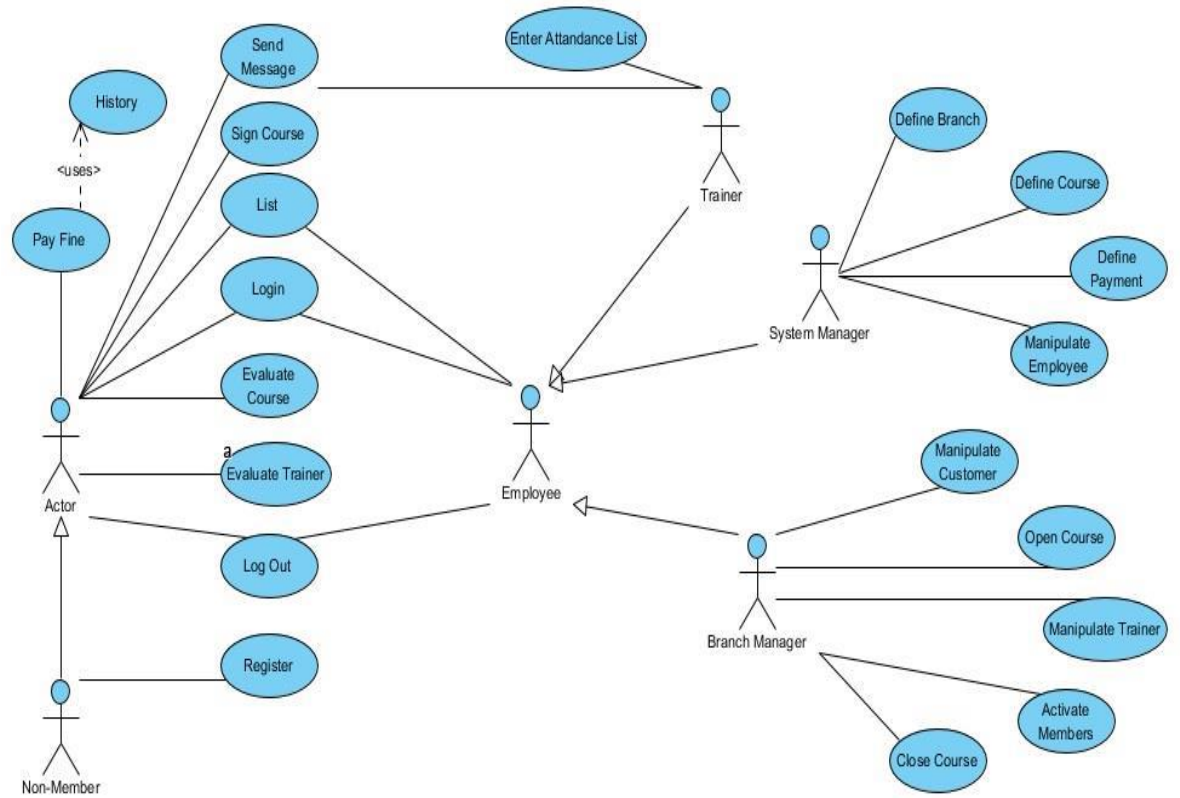 Send
Message
Enter Attandance List
History
Define Branch
Sign Course
<uses>
Define Course
List
Trainer
Pay Fine
Define
Payment
Login
System Manager
Manipulate
Employee
Evaluate
Course
a
Evaluate Trainer
Manipulate
Customer
Employee
Actor
Open Course
Log Out
Manipulate Trainer
Branch Manager
Register
Activate
Members
Close Course
Non-Member